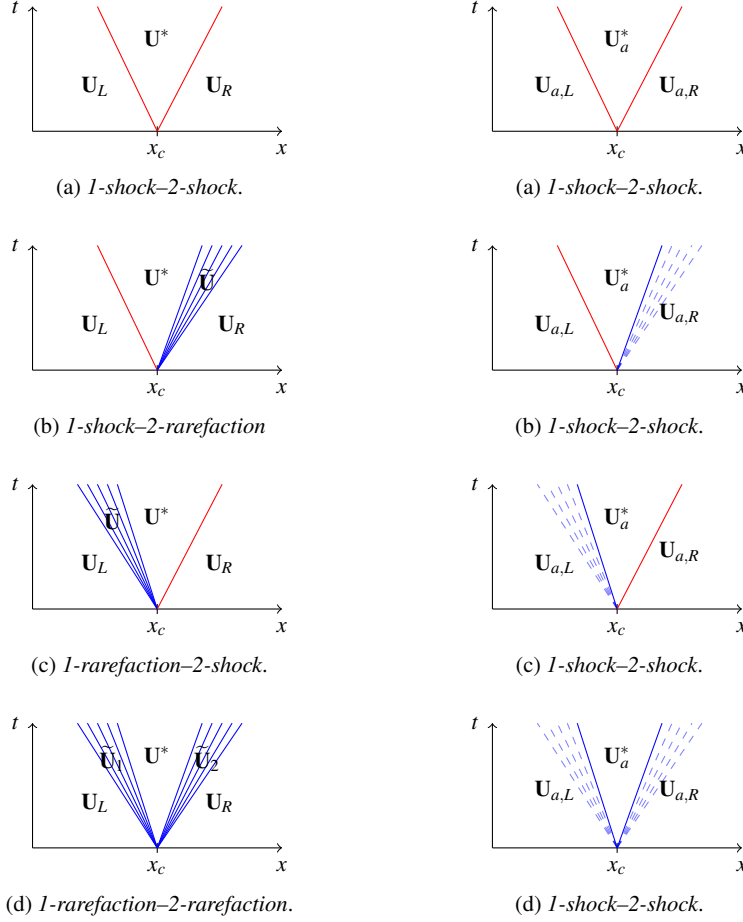 t
U*
U_L
U_R
x_c
x
(a) 1-shock–2-shock.
t
U*_a
U_{a,L}
U_{a,R}
x_c
x
(a) 1-shock–2-shock.
t
U*
Ũ
U_L
U_R
x_c
x
(b) 1-shock–2-rarefaction
t
U*_a
U_{a,L}
U_{a,R}
x_c
x
(b) 1-shock–2-shock.
t
Ũ
U*
U_L
U_R
x_c
x
(c) 1-rarefaction–2-shock.
t
U*_a
U_{a,L}
U_{a,R}
x_c
x
(c) 1-shock–2-shock.
t
Ũ_1
U*
Ũ_2
U_L
U_R
x_c
x
(d) 1-rarefaction–2-rarefaction.
t
U*_a
U_{a,L}
U_{a,R}
x_c
x
(d) 1-shock–2-shock.